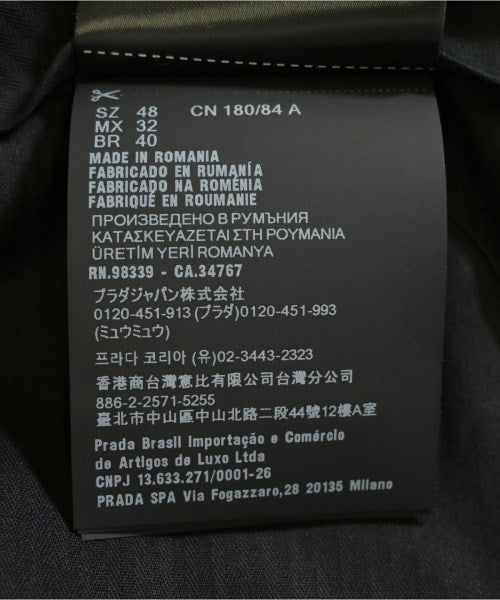 SZ 48 CN 180/84 A
MX 32
BR 40
MADE IN ROMANIA
FABRICADO EN RUMANÍA
FABRICADO NA ROMÉNIA
FABRIQUÉ EN ROUMANIE
ПРОИЗВЕДЕНО В РУМЪНИЯ
ΚΑΤΑΣΚΕΥΑΖΕΤΑΙ ΣΤΗ ΡΟΥΜΑΝΙΑ
ÜRETİM YERİ ROMANYA
RN.98339 - CA.34767
プラダジャパン株式会社
0120-451-913 (プラダ)0120-451-993
(ミュウミュウ)
프라다 코리아 (유)02-3443-2323
香港商台灣意比有限公司台灣分公司
886-2-2571-5255
臺北市中山區中山北路二段44號12樓A室
Prada Brasil Importação e Comércio
de Artigos de Luxo Ltda
CNPJ 13.633.271/0001-26
PRADA SPA Via Fogazzaro,28 20135 Milano